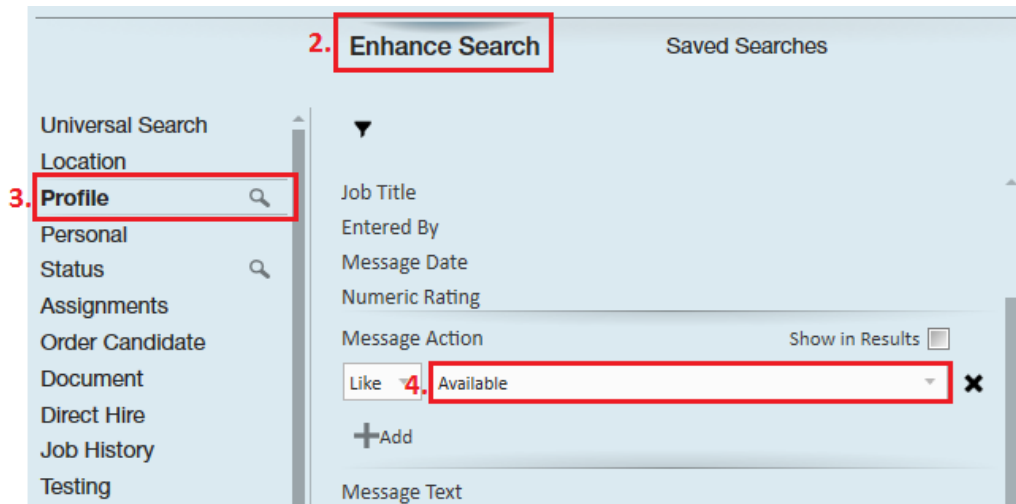 2. Enhance Search
Saved Searches
Universal Search
Location
3. Profile
Personal
Status
Assignments
Order Candidate
Document
Direct Hire
Job History
Testing
Job Title
Entered By
Message Date
Numeric Rating
Message Action Show in Results
Like 4. Available
Add
Message Text